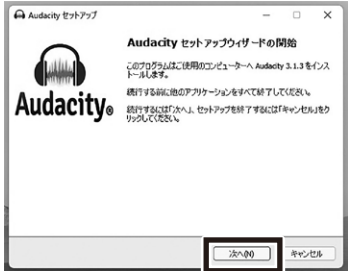 Audacity セットアップ
Audacity セットアップウィザードの開始
このプログラムはご使用のコンピューターへ Audacity 3.1.3 をインス
トールします。
続行する前に他のアプリケーションをすべて終了してください。
続行するには「次へ」、セットアップを終了するには「キャンセル」をク
リックしてください。
Audacity®
次へ(N)
キャンセル